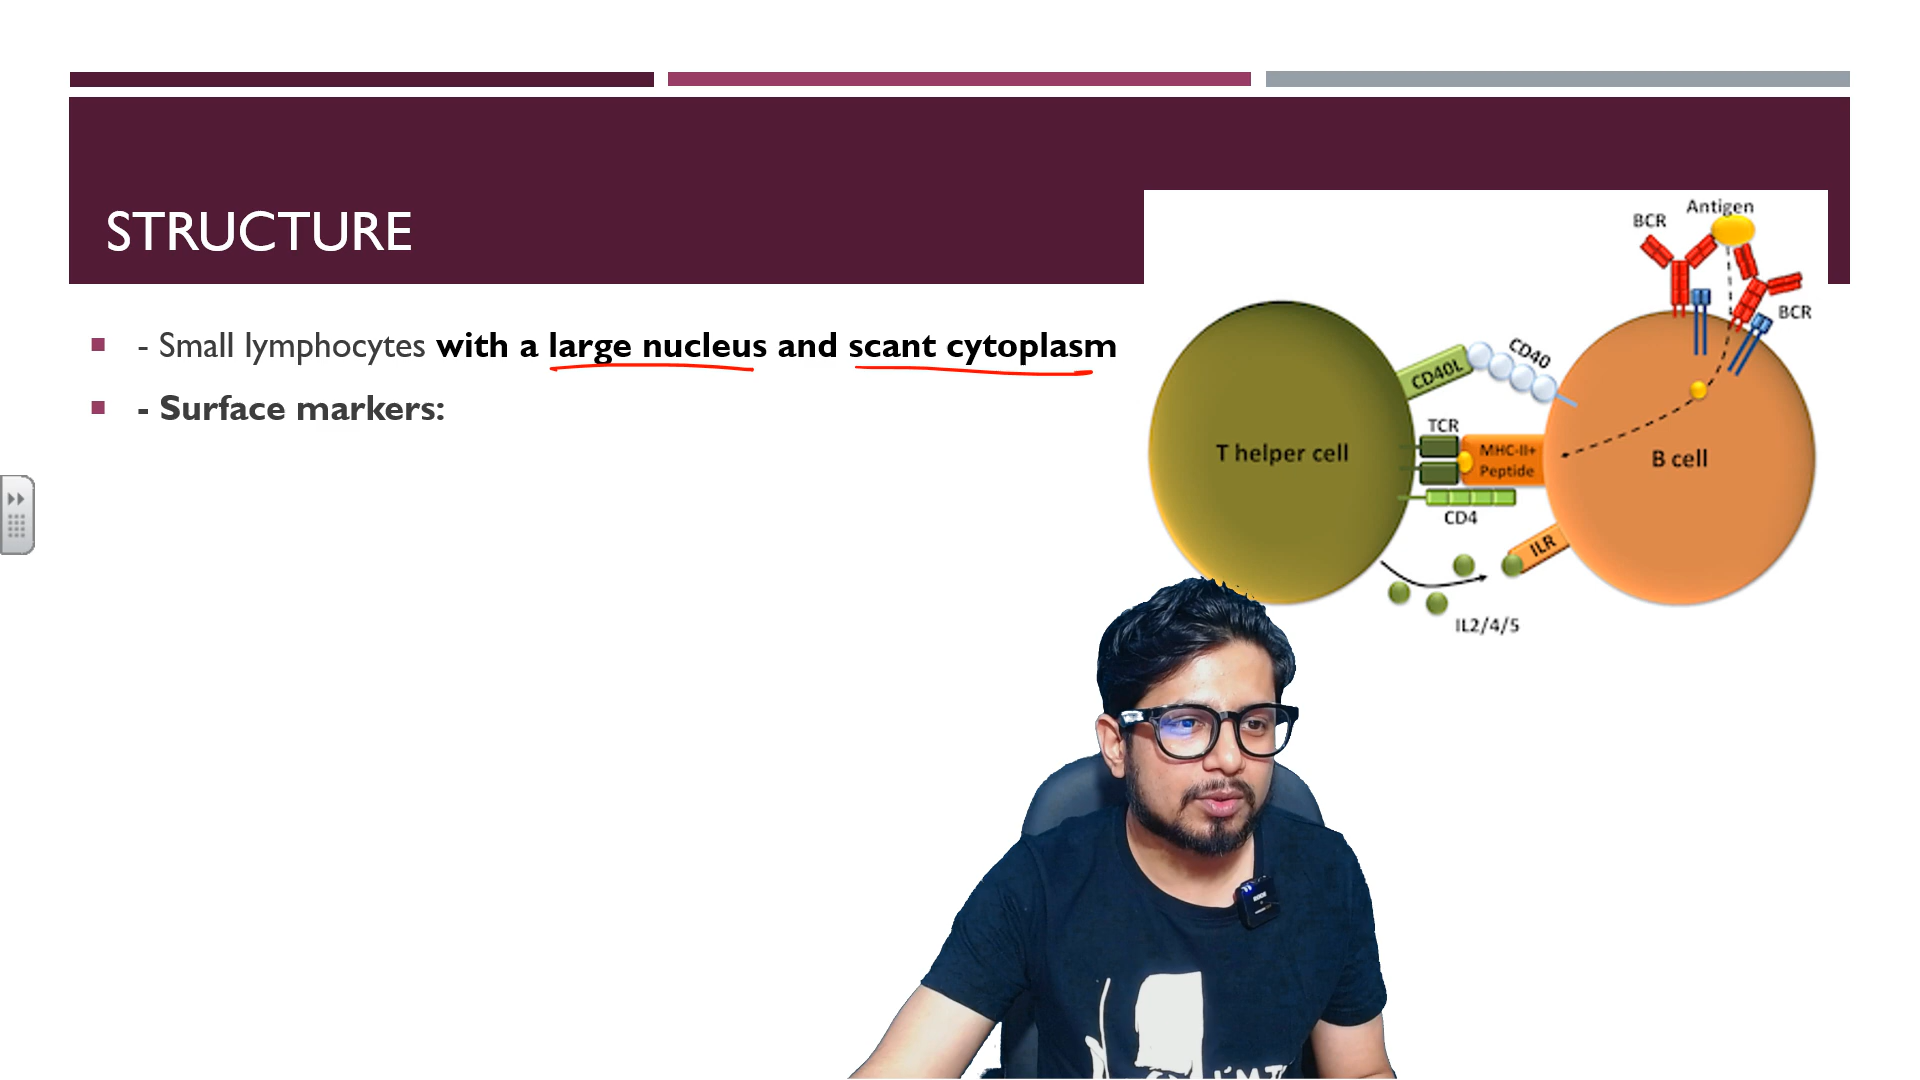 STRUCTURE
- Small lymphocytes with a large nucleus and scant cytoplasm
- Surface markers:
Antigen
BCR
BCR
CD40
CD40L
TCR
T helper cell
MHC-II+
Peptide
B cell
CD4
ILR
IL2/4/5